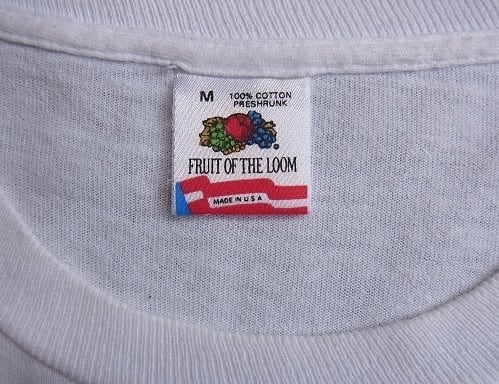 M 100% COTTON
PRESHRUNK
FRUIT OF THE LOOM
®
MADE IN U S A